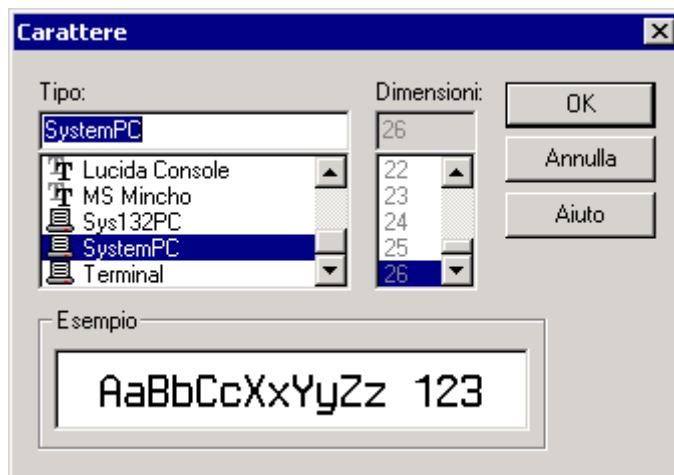 Carattere
Tipo:
SystemPC
Lucida Console
MS Mincho
Sys132PC
SystemPC
Terminal
Dimensioni:
26
22
23
24
25
26
OK
Annulla
Aiuto
Esempio
AaBbCcXxYyZz 123